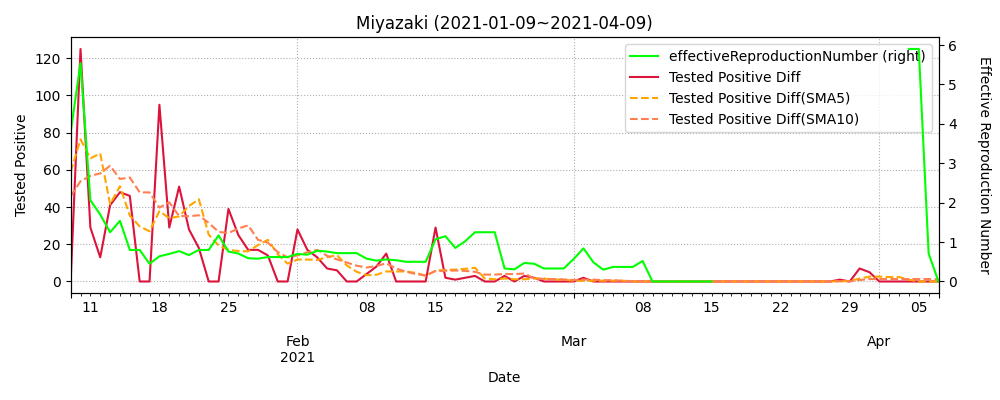 Miyazaki (2021-01-09~2021-04-09)
effectiveReproductionNumber (right)
Tested Positive Diff
Tested Positive Diff(SMA5)
Tested Positive Diff(SMA10)
Tested Positive
120
100
80
60
40
20
0
Effective Reproduction Number
6
5
4
3
2
1
0
11 18 25 08 15 22 08 15 22 29 05
Feb Mar Apr
2021
Date